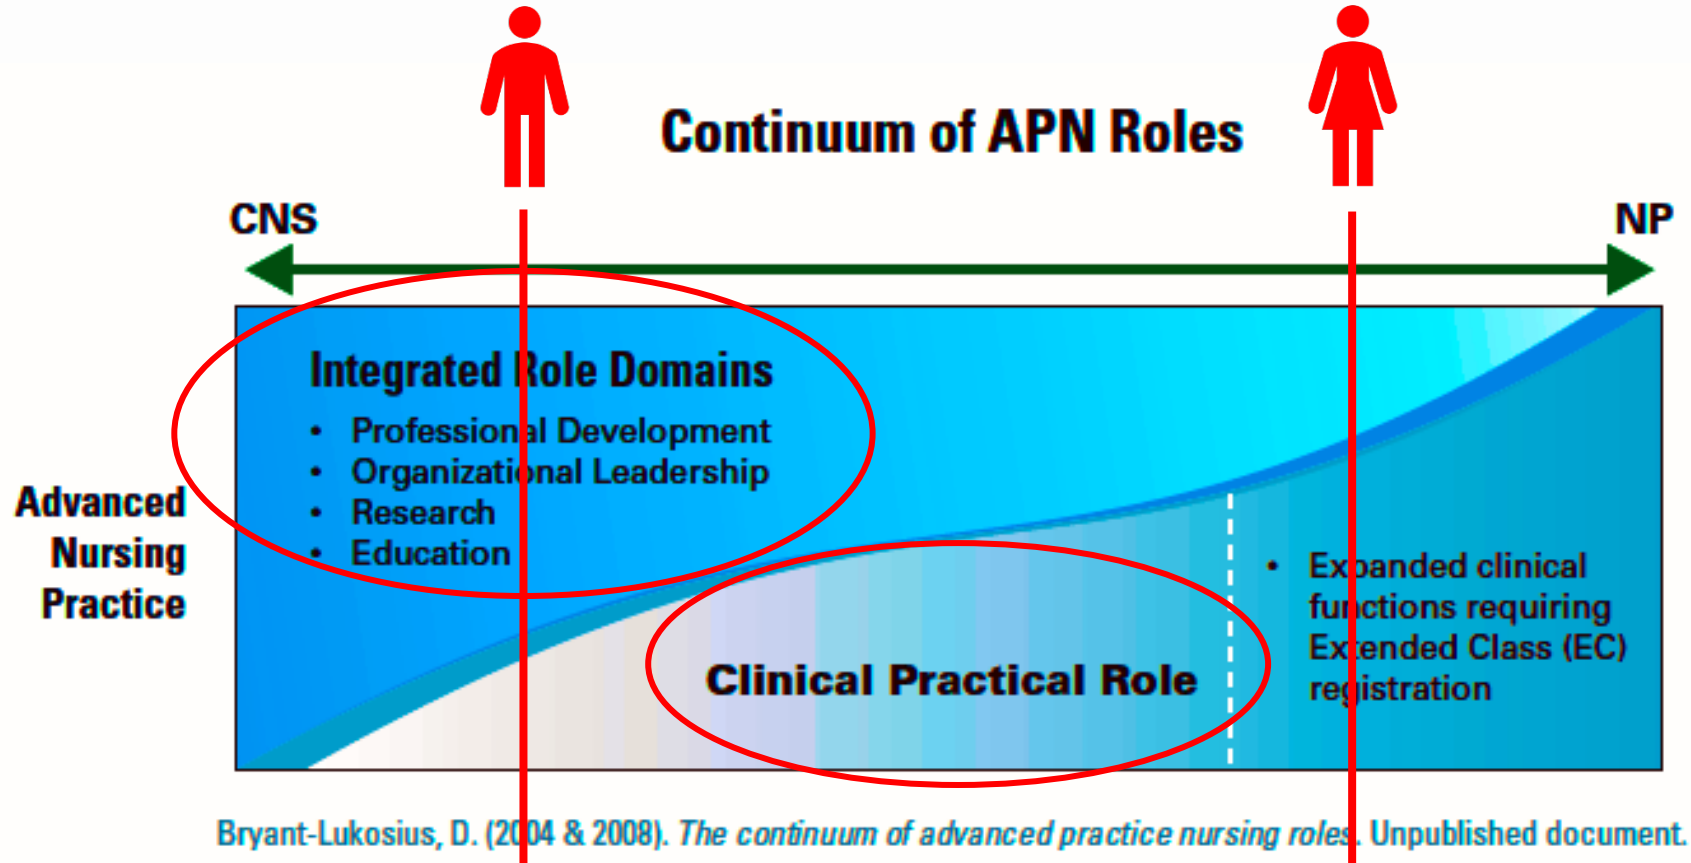 Continuum of APN Roles
CNS
NP
Integrated Role Domains
• Professional Development
• Organizational Leadership
• Research
• Education
Advanced
Nursing
Practice
Clinical Practical Role
• Expanded clinical
functions requiring
Extended Class (EC)
registration
Bryant-Lukosius, D. (2004 & 2008). The continuum of advanced practice nursing roles. Unpublished document.